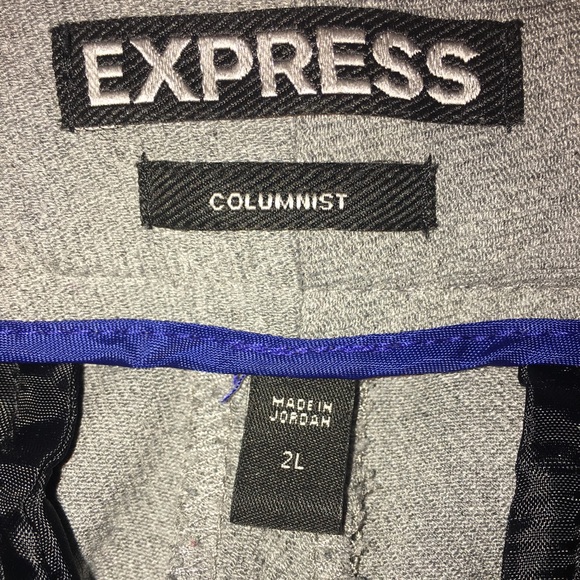 EXPRESS
COLUMNIST
MADE IN
JORDAN
2L